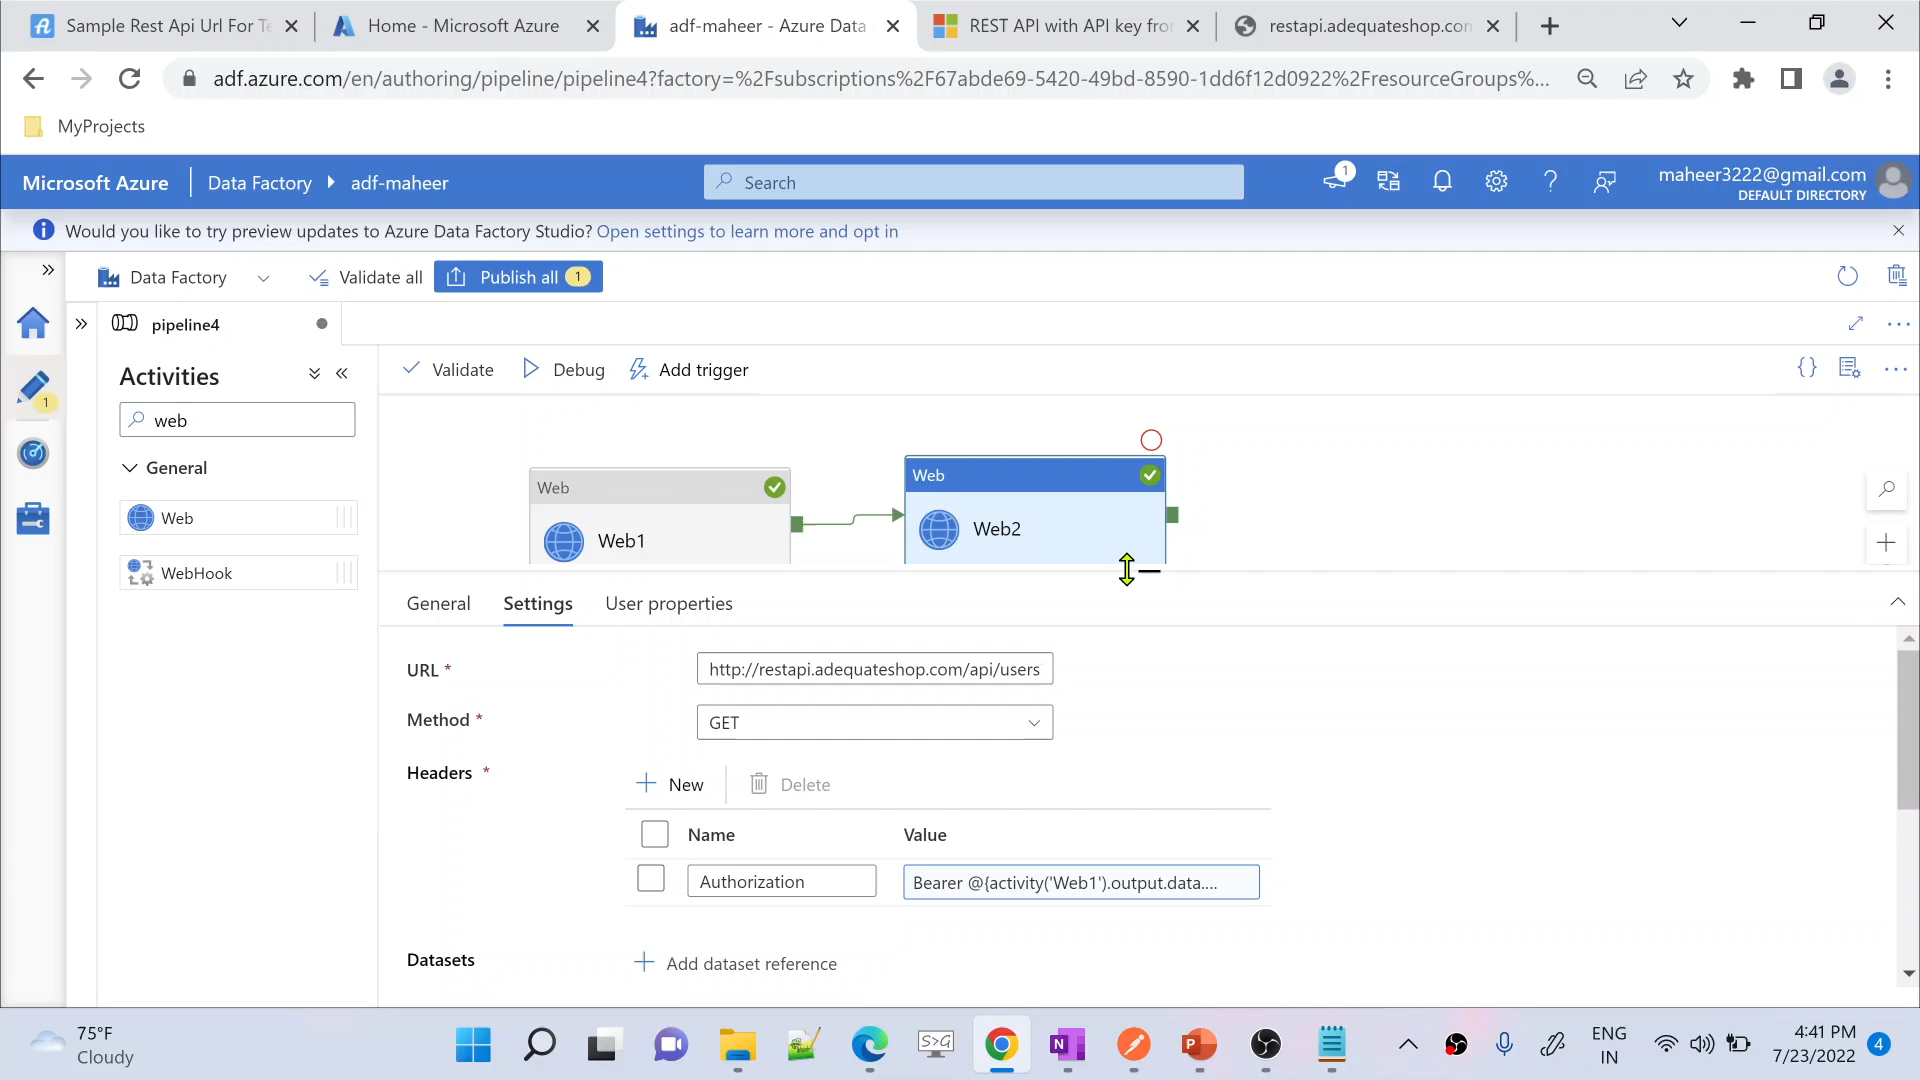 Sample Rest Api Url For Te
Home - Microsoft Azure
adf-maheer - Azure Data
REST API with API key fro
restapi.adequateshop.com
adf.azure.com/en/authoring/pipeline/pipeline4?factory=%2Fsubscriptions%2F67abde69-5420-49bd-8590-1dd6f12d0922%2FresourceGroups%...
MyProjects
Microsoft Azure
Data Factory
adf-maheer
Search
1
maheer3222@gmail.com
DEFAULT DIRECTORY
Would you like to try preview updates to Azure Data Factory Studio? Open settings to learn more and opt in
Data Factory
Validate all
Publish all 1
pipeline4
1
Activities
web
General
Web
WebHook
Validate
Debug
Add trigger
Web
Web1
Web
Web2
General
Settings
User properties
URL *
http://restapi.adequateshop.com/api/users
Method *
GET
Headers *
New
Delete
Name
Value
Authorization
Bearer @{activity('Web1').output.data....
Datasets
Add dataset reference
75°F
Cloudy
S>G
N
P
ENG
IN
4:41 PM
7/23/2022
4